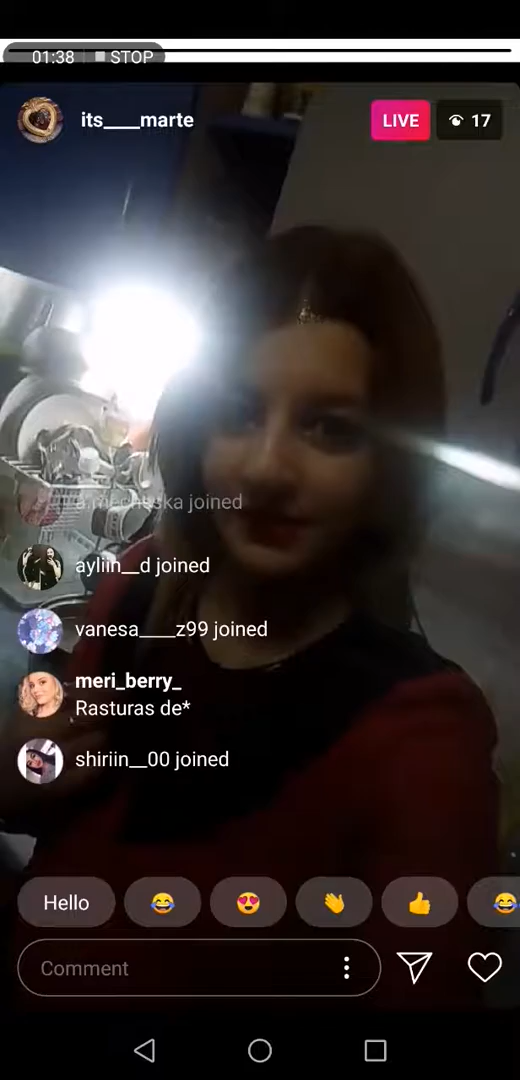 01:38 STOP
its____marte LIVE 17
joined
ayliin__d joined
vanesa____z99 joined
meri_berry_
Rasturas de*
shiriin__00 joined
Hello
Comment